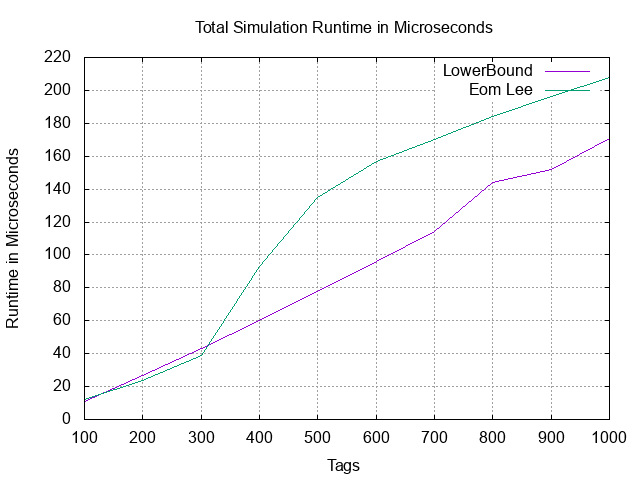 Total Simulation Runtime in Microseconds
LowerBound
Eom Lee
Runtime in Microseconds
220
200
180
160
140
120
100
80
60
40
20
0
100 200 300 400 500 600 700 800 900 1000
Tags